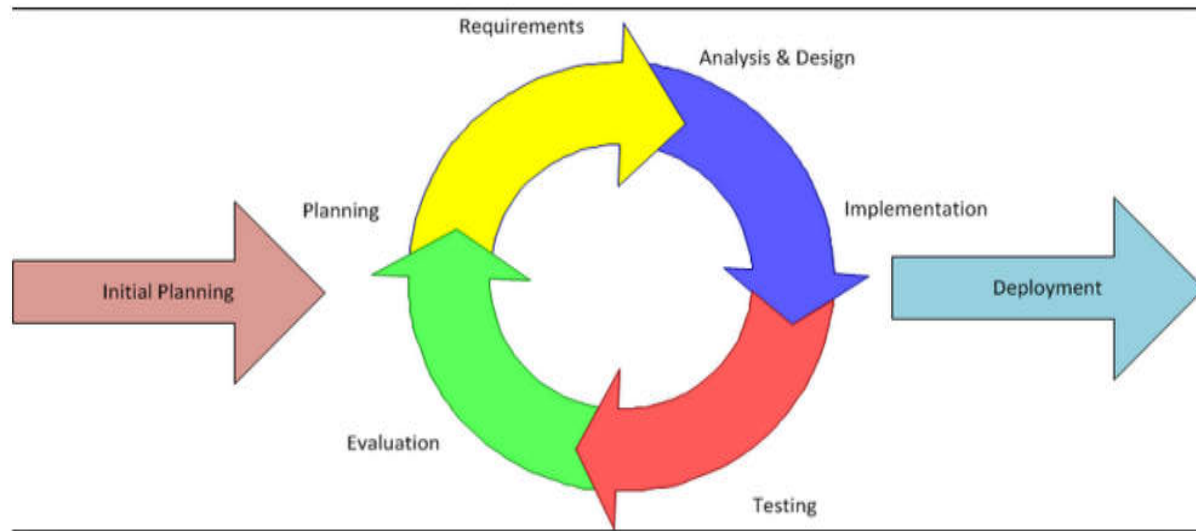 Requirements
Analysis & Design
Planning
Implementation
Initial Planning
Deployment
Evaluation
Testing